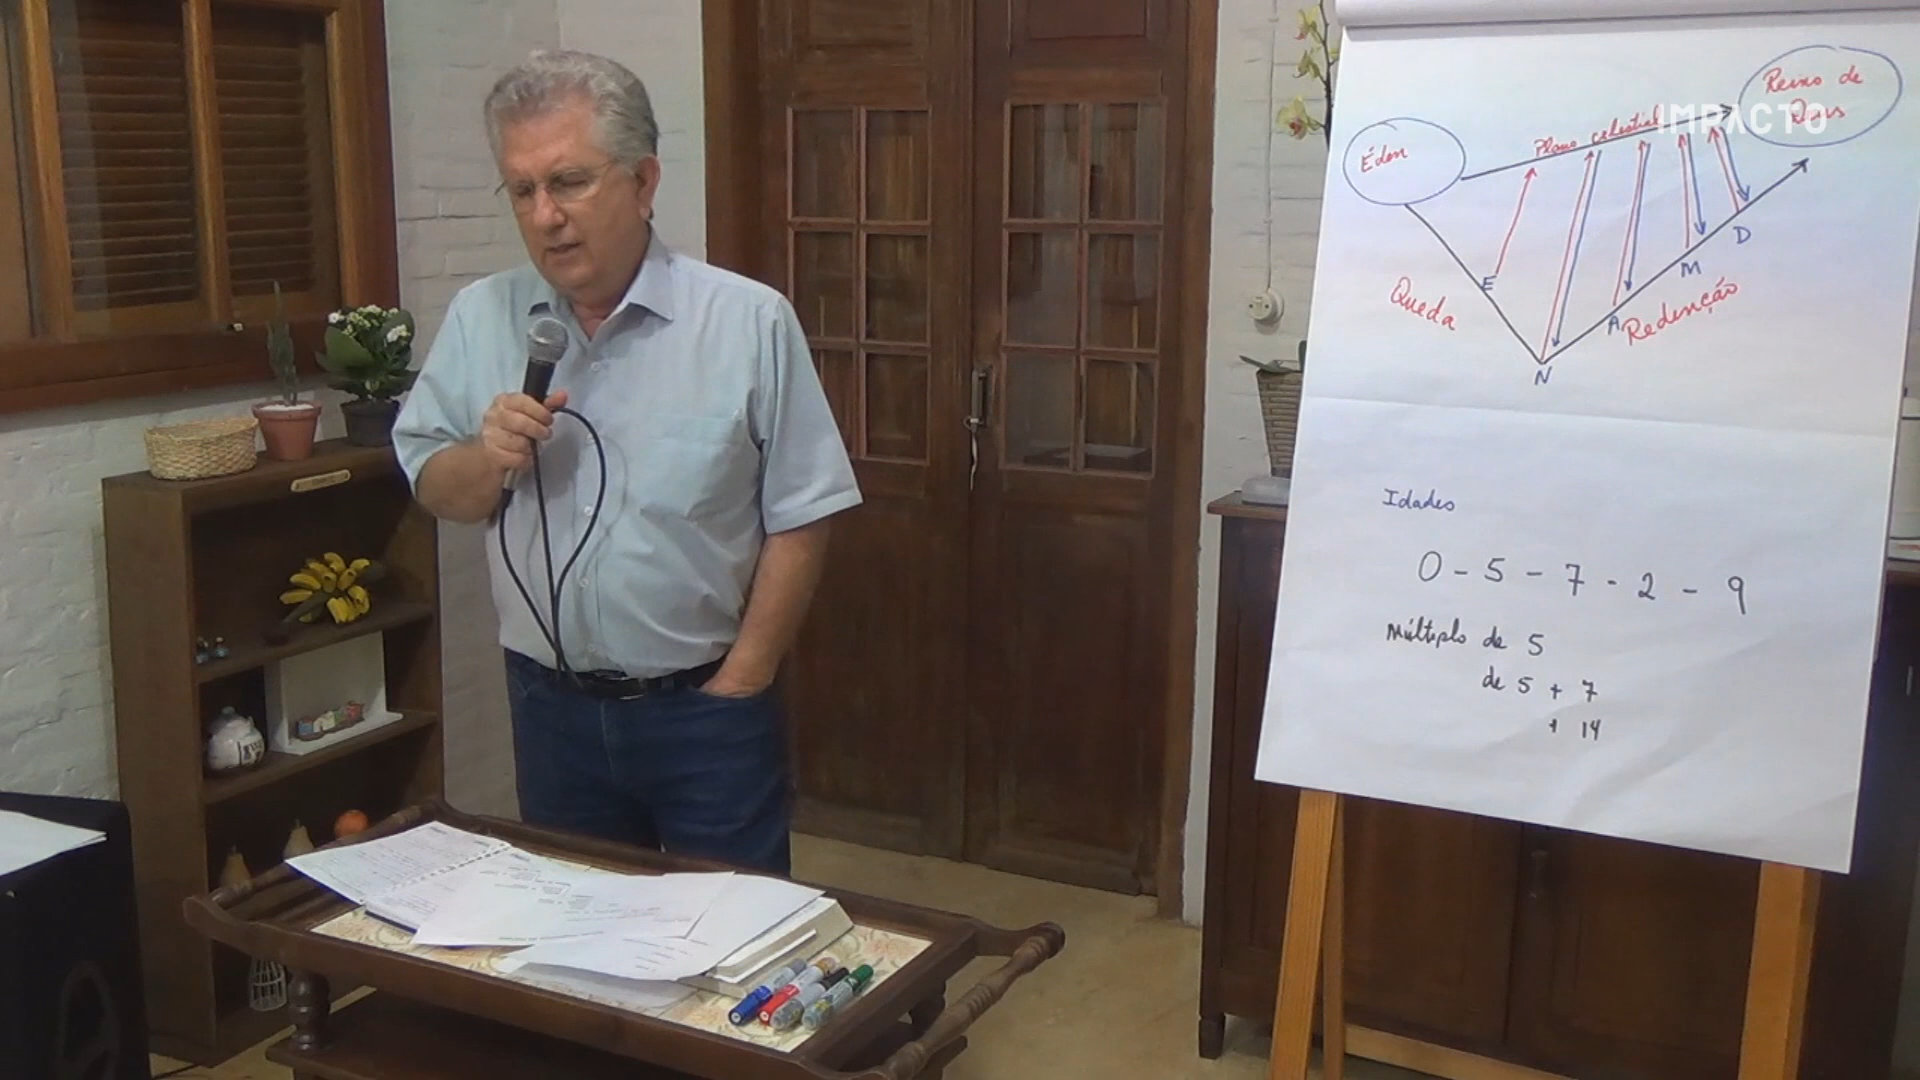 IMPACTO
Reino de
Deus
Éden
Plano celestial
E
D
M
Queda
A
Redenção
N
Idades
0 - 5 - 7 - 2 - 9
Múltiplo de 5
de 5 + 7
+ 14